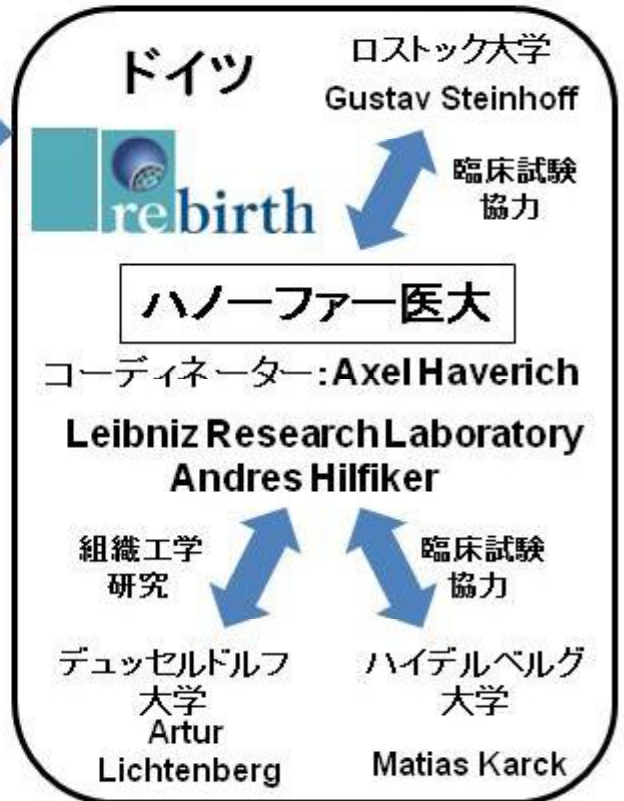 ドイツ
ロストック大学
Gustav Steinhoff
rebirth
臨床試験
協力
ハノーファー医大
コーディネーター:Axel Haverich
Leibniz Research Laboratory
Andres Hilfiker
組織工学
研究
臨床試験
協力
デュッセルドルフ
大学
Artur
Lichtenberg
ハイデルベルグ
大学
Matias Karck